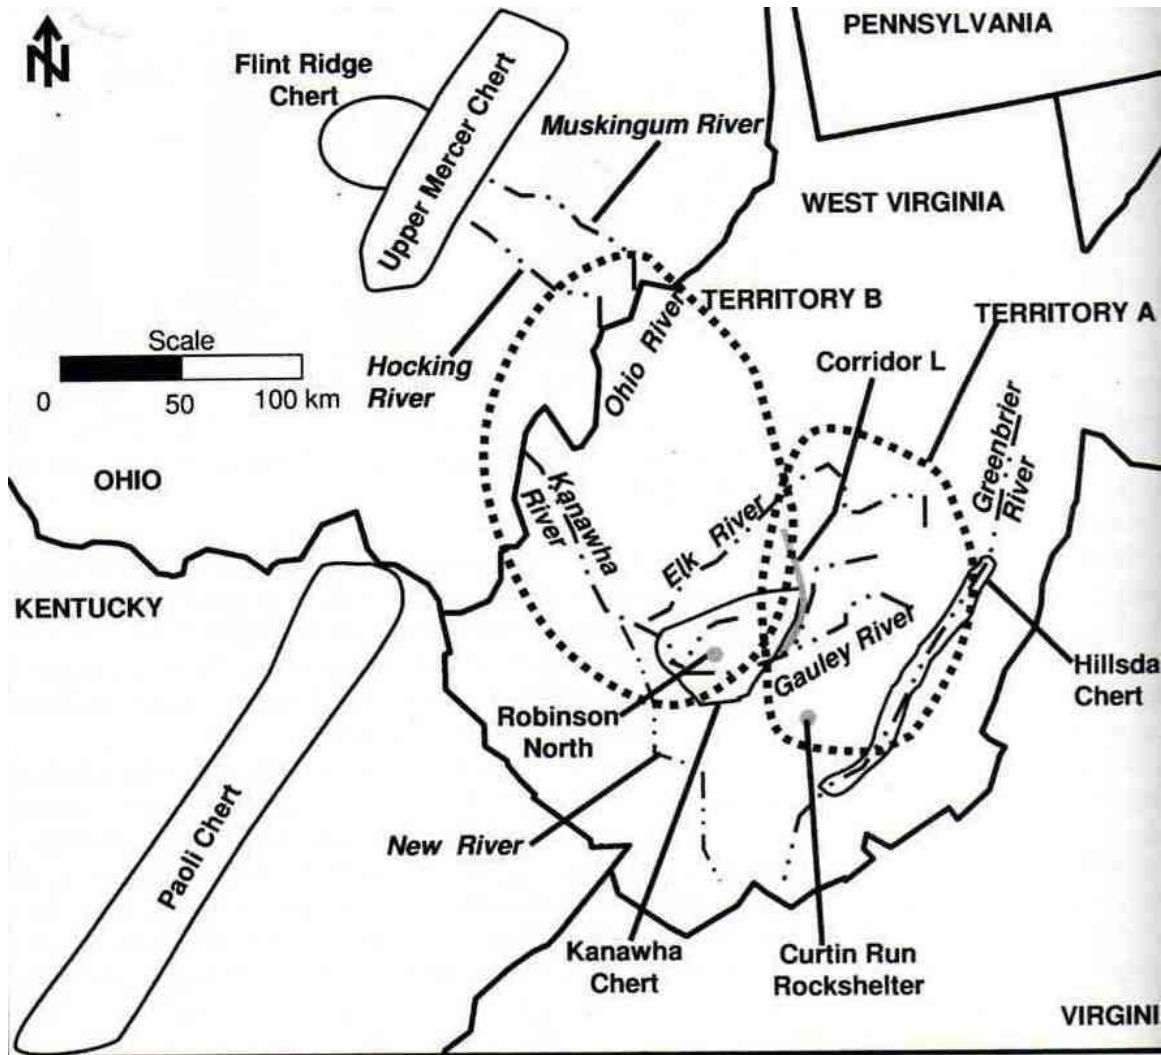 N
PENNSYLVANIA
Flint Ridge
Chert
Upper Mercer Chert
Muskingum River
WEST VIRGINIA
TERRITORY B
TERRITORY A
Scale
0 50 100 km
Hocking
River
Ohio River
Corridor L
Greenbrier
River
OHIO
Kanawha
River
Elk River
KENTUCKY
Gauley River
Hillsda
Chert
Robinson
North
Paoli Chert
New River
Kanawha
Chert
Curtin Run
Rockshelter
VIRGINI